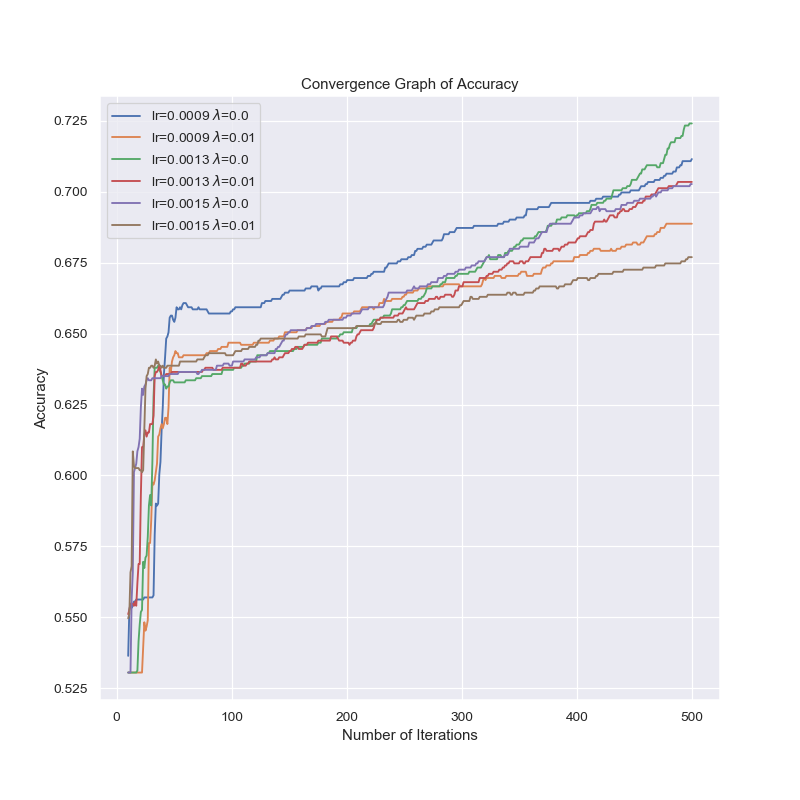 Convergence Graph of Accuracy
lr=0.0009 λ=0.0
lr=0.0009 λ=0.01
lr=0.0013 λ=0.0
lr=0.0013 λ=0.01
lr=0.0015 λ=0.0
lr=0.0015 λ=0.01
Accuracy
0.725
0.700
0.675
0.650
0.625
0.600
0.575
0.550
0.525
0 100 200 300 400 500
Number of Iterations